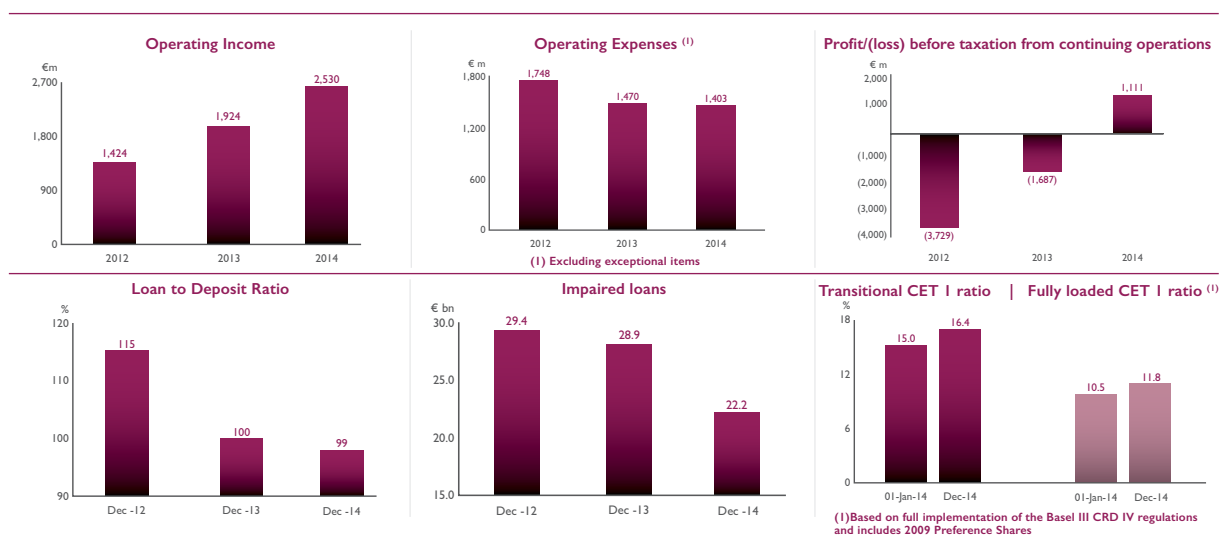 Operating Income
€m
2,700
1,800
900
0
1,424
1,924
2,530
2012
2013
2014
Operating Expenses (1)
€ m
1,800
1,200
600
0
1,748
1,470
1,403
2012
2013
2014
(1) Excluding exceptional items
Profit/(loss) before taxation from continuing operations
€ m
2,000
1,000
(1,000)
(2,000)
(3,000)
(4,000)
(3,729)
(1,687)
1,111
2012
2013
2014
Loan to Deposit Ratio
%
120
110
100
90
115
100
99
Dec -12
Dec -13
Dec -14
Impaired loans
€ bn
30.0
25.0
20.0
15.0
29.4
28.9
22.2
Dec -12
Dec -13
Dec -14
Transitional CET 1 ratio | Fully loaded CET 1 ratio (1)
%
18
12
6
0
15.0
16.4
10.5
11.8
01-Jan-14
Dec-14
01-Jan-14
Dec-14
(1)Based on full implementation of the Basel III CRD IV regulations
and includes 2009 Preference Shares